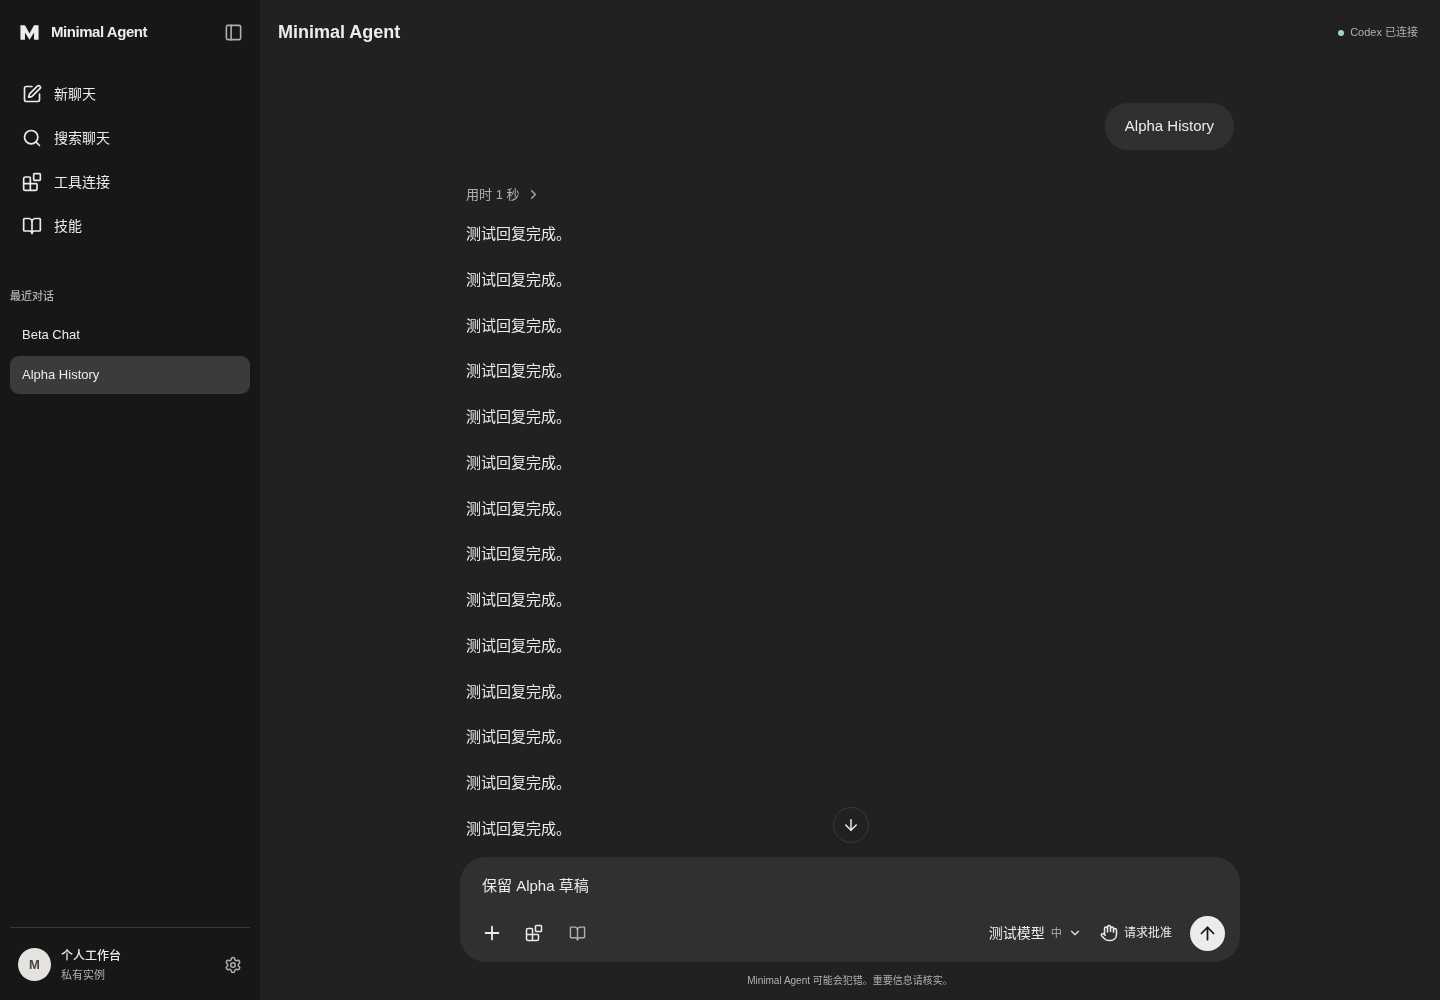 Minimal Agent
新聊天
搜索聊天
工具连接
技能
最近对话
Beta Chat
Alpha History
M
个人工作台
私有实例
Minimal Agent
Codex 已连接
Alpha History
用时 1 秒
测试回复完成。
测试回复完成。
测试回复完成。
测试回复完成。
测试回复完成。
测试回复完成。
测试回复完成。
测试回复完成。
测试回复完成。
测试回复完成。
测试回复完成。
测试回复完成。
测试回复完成。
测试回复完成。
保留 Alpha 草稿
测试模型 中 请求批准
Minimal Agent 可能会犯错。重要信息请核实。